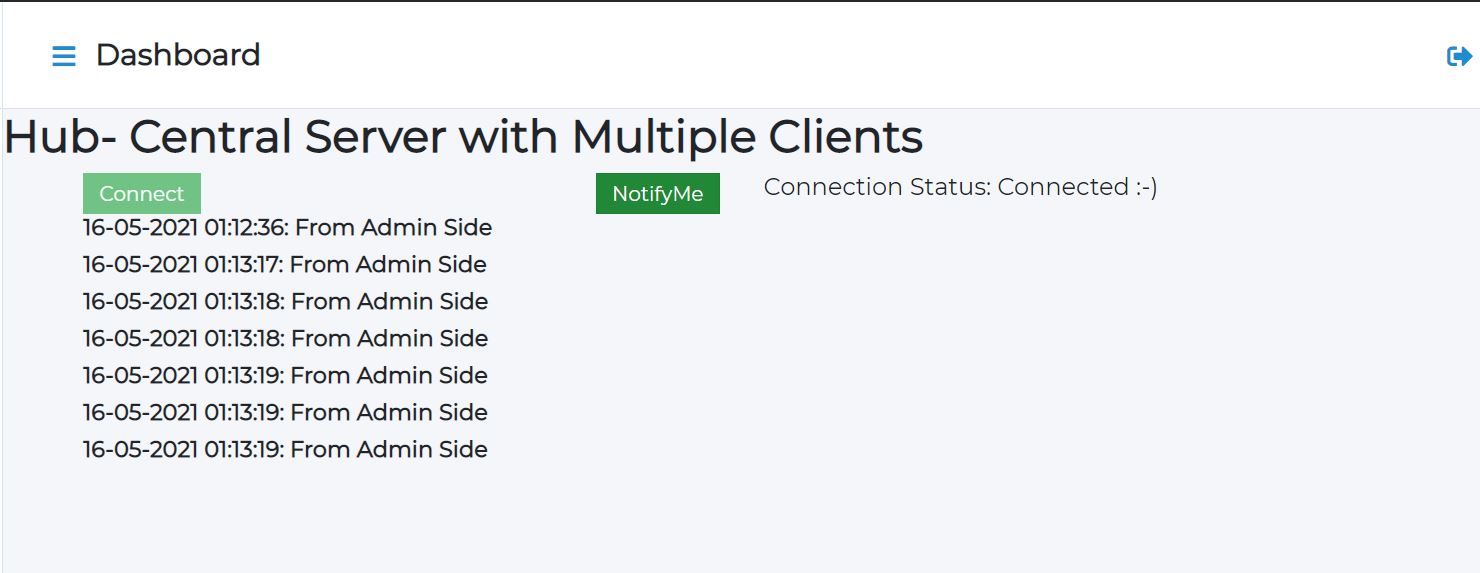 Dashboard
Hub- Central Server with Multiple Clients
Connect NotifyMe Connection Status: Connected :-)
16-05-2021 01:12:36: From Admin Side
16-05-2021 01:13:17: From Admin Side
16-05-2021 01:13:18: From Admin Side
16-05-2021 01:13:18: From Admin Side
16-05-2021 01:13:19: From Admin Side
16-05-2021 01:13:19: From Admin Side
16-05-2021 01:13:19: From Admin Side